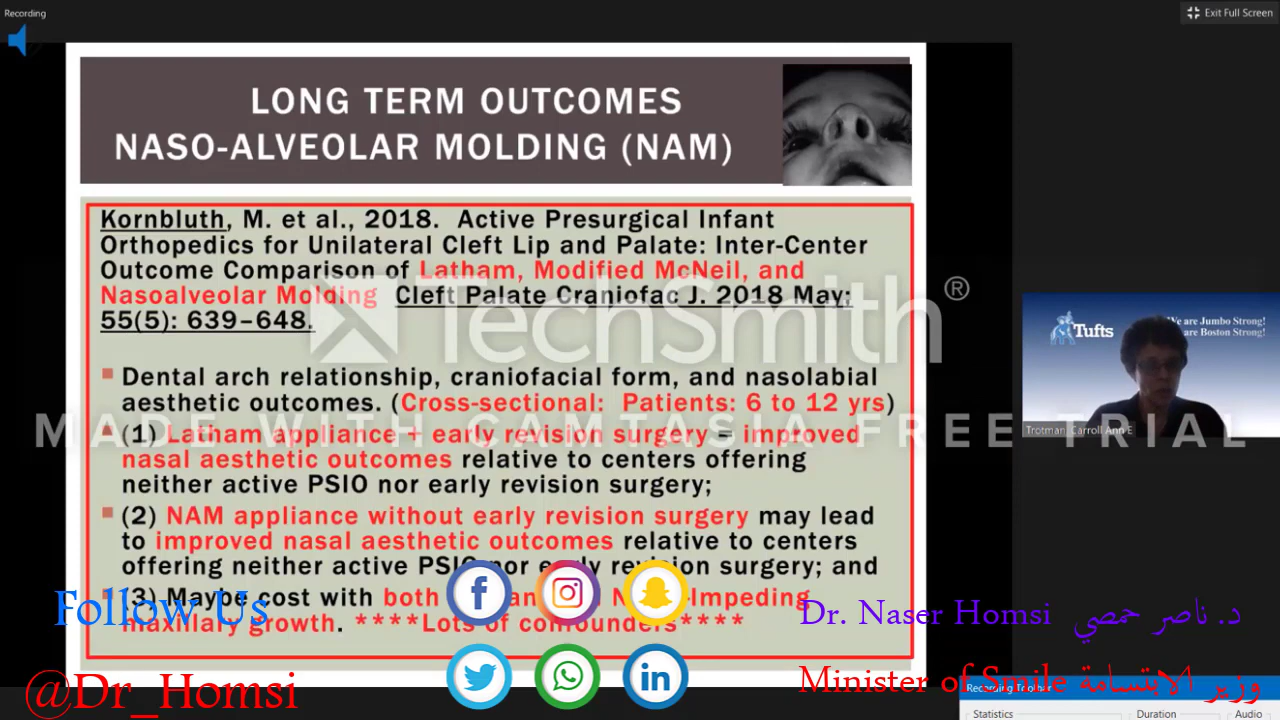 Recording
Exit Full Screen
LONG TERM OUTCOMES
NASO-ALVEOLAR MOLDING (NAM)
Kornbluth, M. et al., 2018. Active Presurgical Infant
Orthopedics for Unilateral Cleft Lip and Palate: Inter-Center
Outcome Comparison of Latham, Modified McNeil, and
Nasoalveolar Molding Cleft Palate Craniofac J. 2018 May;
55(5): 639–648.
TechSmith®
Dental arch relationship, craniofacial form, and nasolabial
aesthetic outcomes. (Cross-sectional: Patients: 6 to 12 yrs)
MADE WITH CAMTASIA FREE TRIAL
(1) Latham appliance + early revision surgery = improved
nasal aesthetic outcomes relative to centers offering
neither active PSIO nor early revision surgery;
(2) NAM appliance without early revision surgery may lead
to improved nasal aesthetic outcomes relative to centers
offering neither active PSIO nor early revision surgery; and
(3) Maybe cost with both Impeding
maxillary growth. ****Lots of confounders****
Tufts
We are Jumbo Strong!
are Boston Strong!
Trotman, Carroll Ann E
Follow Us
@Dr_Homsi
Dr. Naser Homsi د. ناصر حمصي
Minister of Smile وزير الابتسامة
Recording Toolbar
Statistics Duration Audio